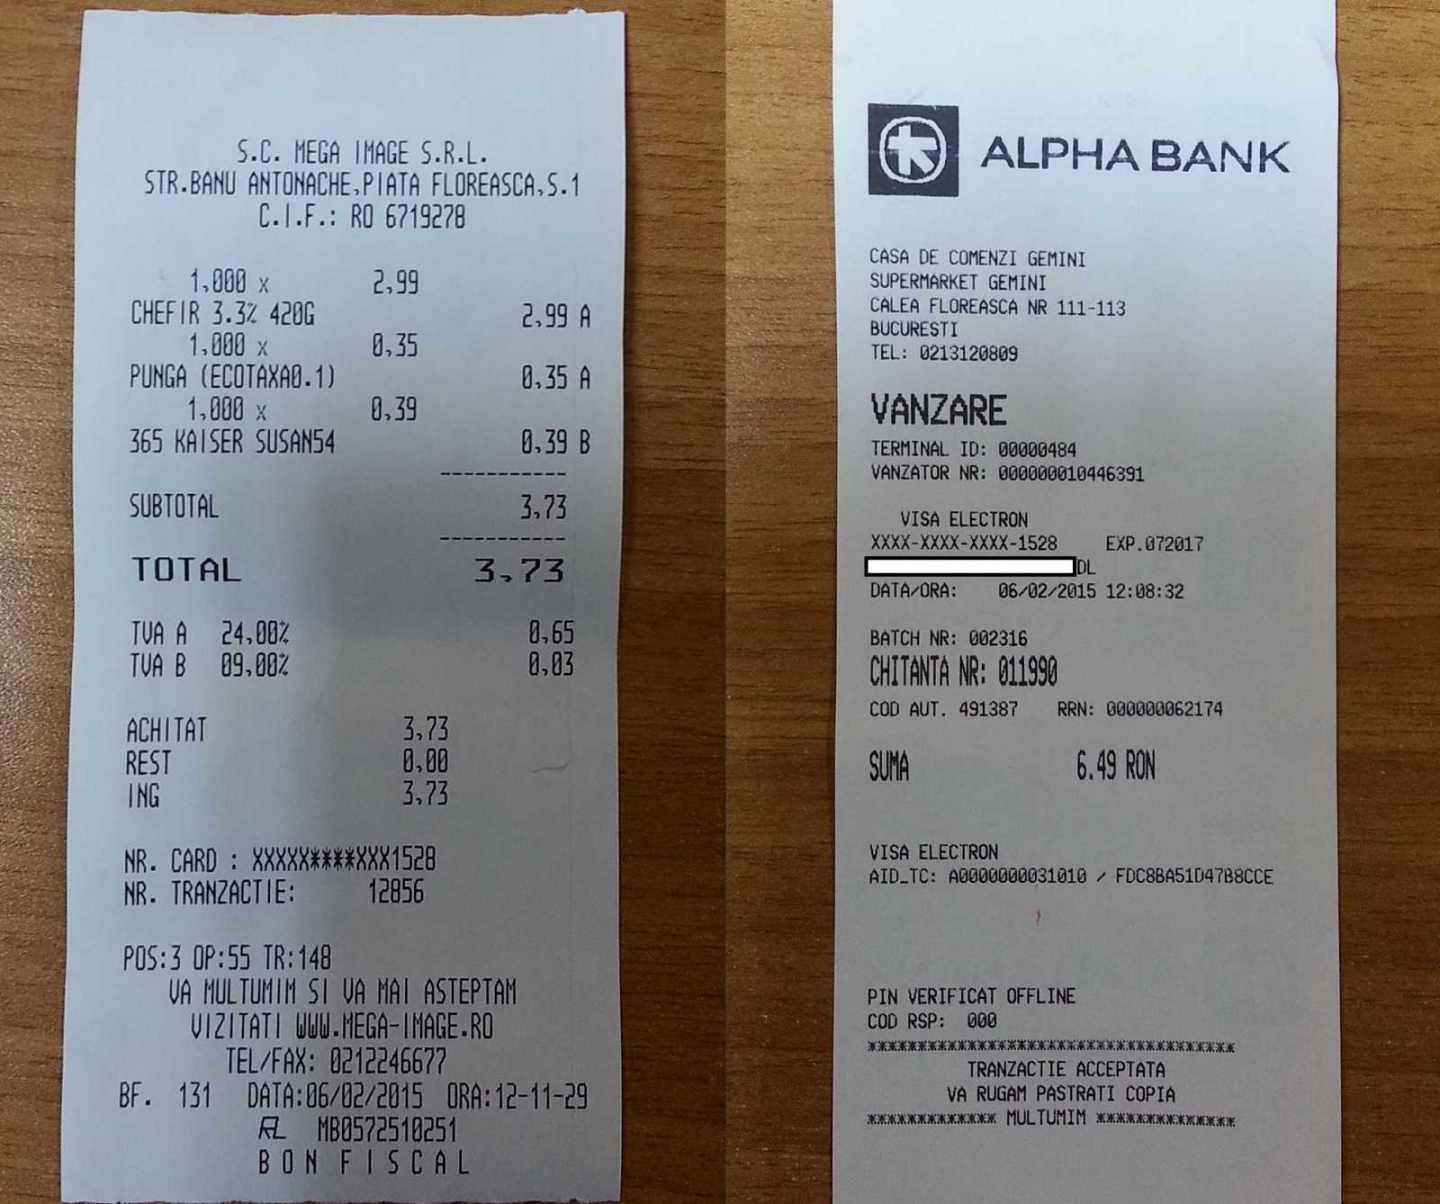 S.C. MEGA IMAGE S.R.L.
STR.BANU ANTONACHE,PIATA FLOREASCA,S.1
C.I.F.: RO 6719278
1,000 x 2,99
CHEFIR 3.3% 420G 2,99 A
1,000 x 0,35
PUNGA (ECOTAXA0.1) 0,35 A
1,000 x 0,39
365 KAISER SUSAN54 0,39 B
-----------
SUBTOTAL 3,73
-----------
TOTAL 3,73
TVA A 24,00% 0,65
TVA B 09,00% 0,03
ACHITAT 3,73
REST 0,00
ING 3,73
NR. CARD : XXXXX****XXX1528
NR. TRANZACTIE: 12856
POS:3 OP:55 TR:148
VA MULTUMIM SI VA MAI ASTEPTAM
VIZITATI WWW.MEGA-IMAGE.RO
TEL/FAX: 0212246677
BF. 131 DATA:06/02/2015 ORA:12-11-29
MB0572510251
BON FISCAL
ALPHA BANK
CASA DE COMENZI GEMINI
SUPERMARKET GEMINI
CALEA FLOREASCA NR 111-113
BUCURESTI
TEL: 0213120809
VANZARE
TERMINAL ID: 00000484
VANZATOR NR: 000000010446391
VISA ELECTRON
XXXX-XXXX-XXXX-1528 EXP.072017
DL
DATA/ORA: 06/02/2015 12:08:32
BATCH NR: 002316
CHITANTA NR: 011990
COD AUT. 491387 RRN: 000000062174
SUMA 6.49 RON
VISA ELECTRON
AID_TC: A0000000031010 / FDC8BA51D47B8CCE
PIN VERIFICAT OFFLINE
COD RSP: 000
*************************************
TRANZACTIE ACCEPTATA
VA RUGAM PASTRATI COPIA
************* MULTUMIM **************